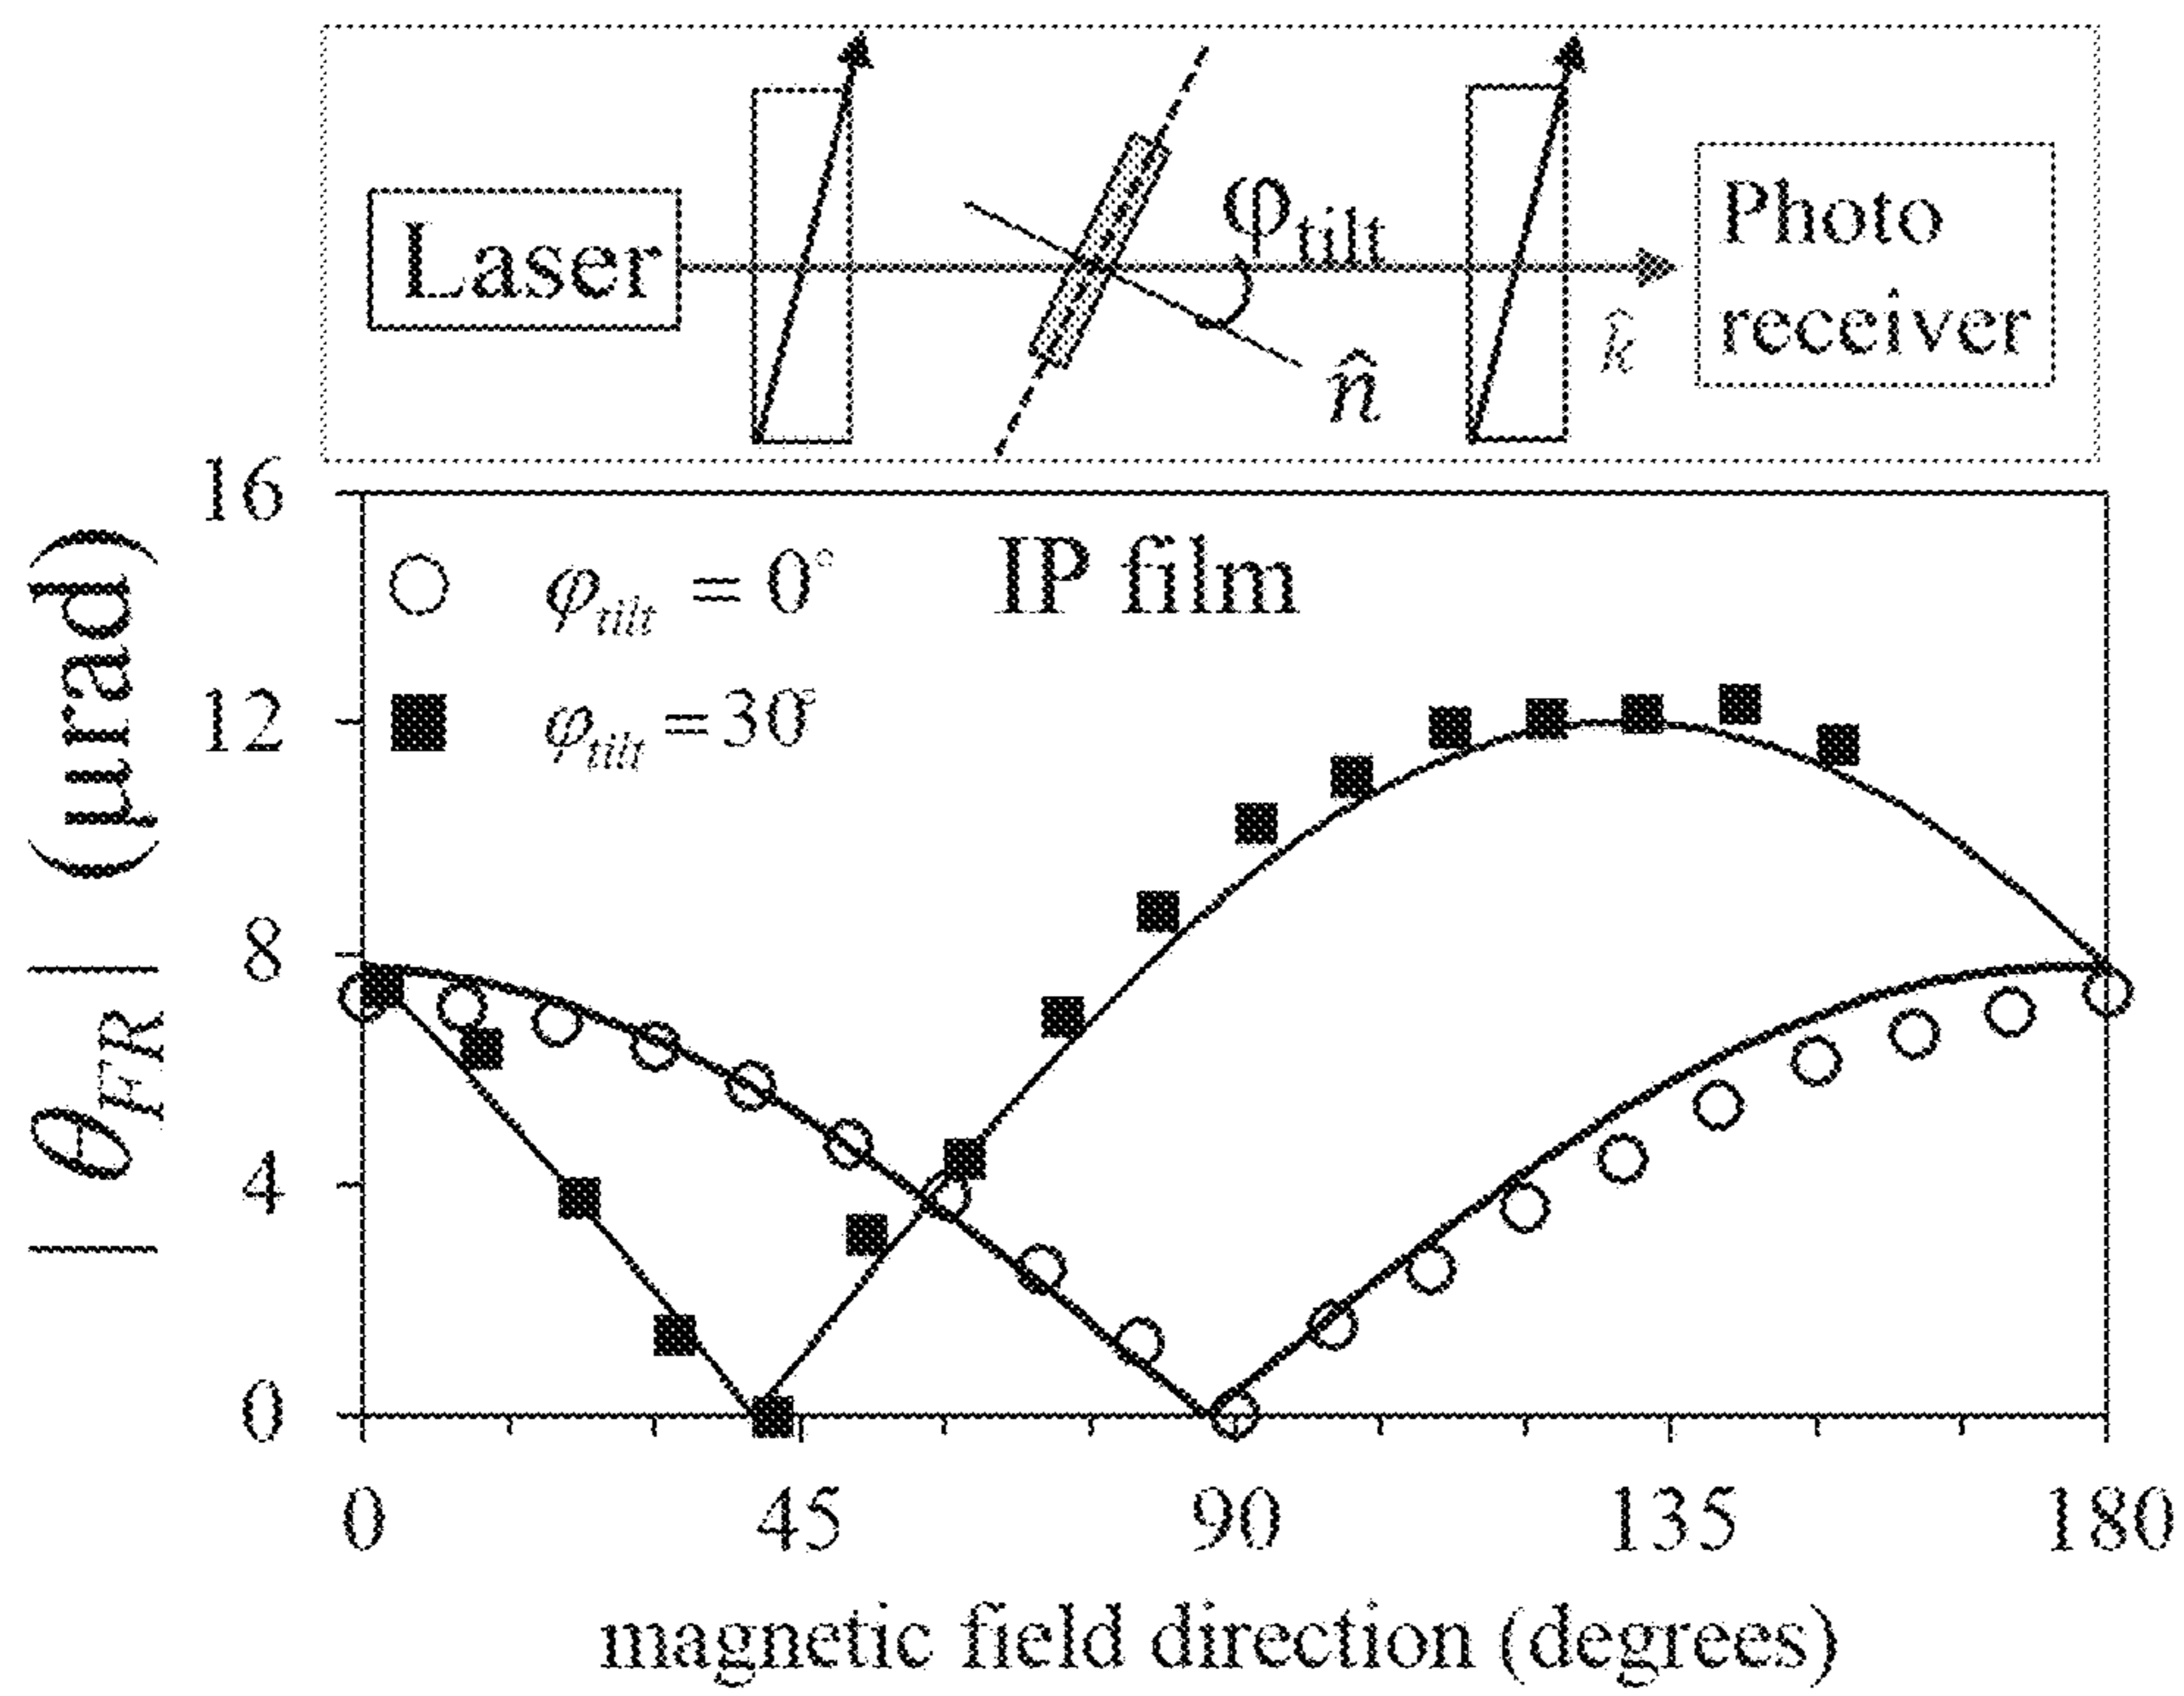 Laser
φtilt
n̂
k̂
Photo
receiver
| θFR | (μrad)
16
12
8
4
0
φtilt = 0°
IP film
φtilt = 30°
0 45 90 135 180
magnetic field direction (degrees)